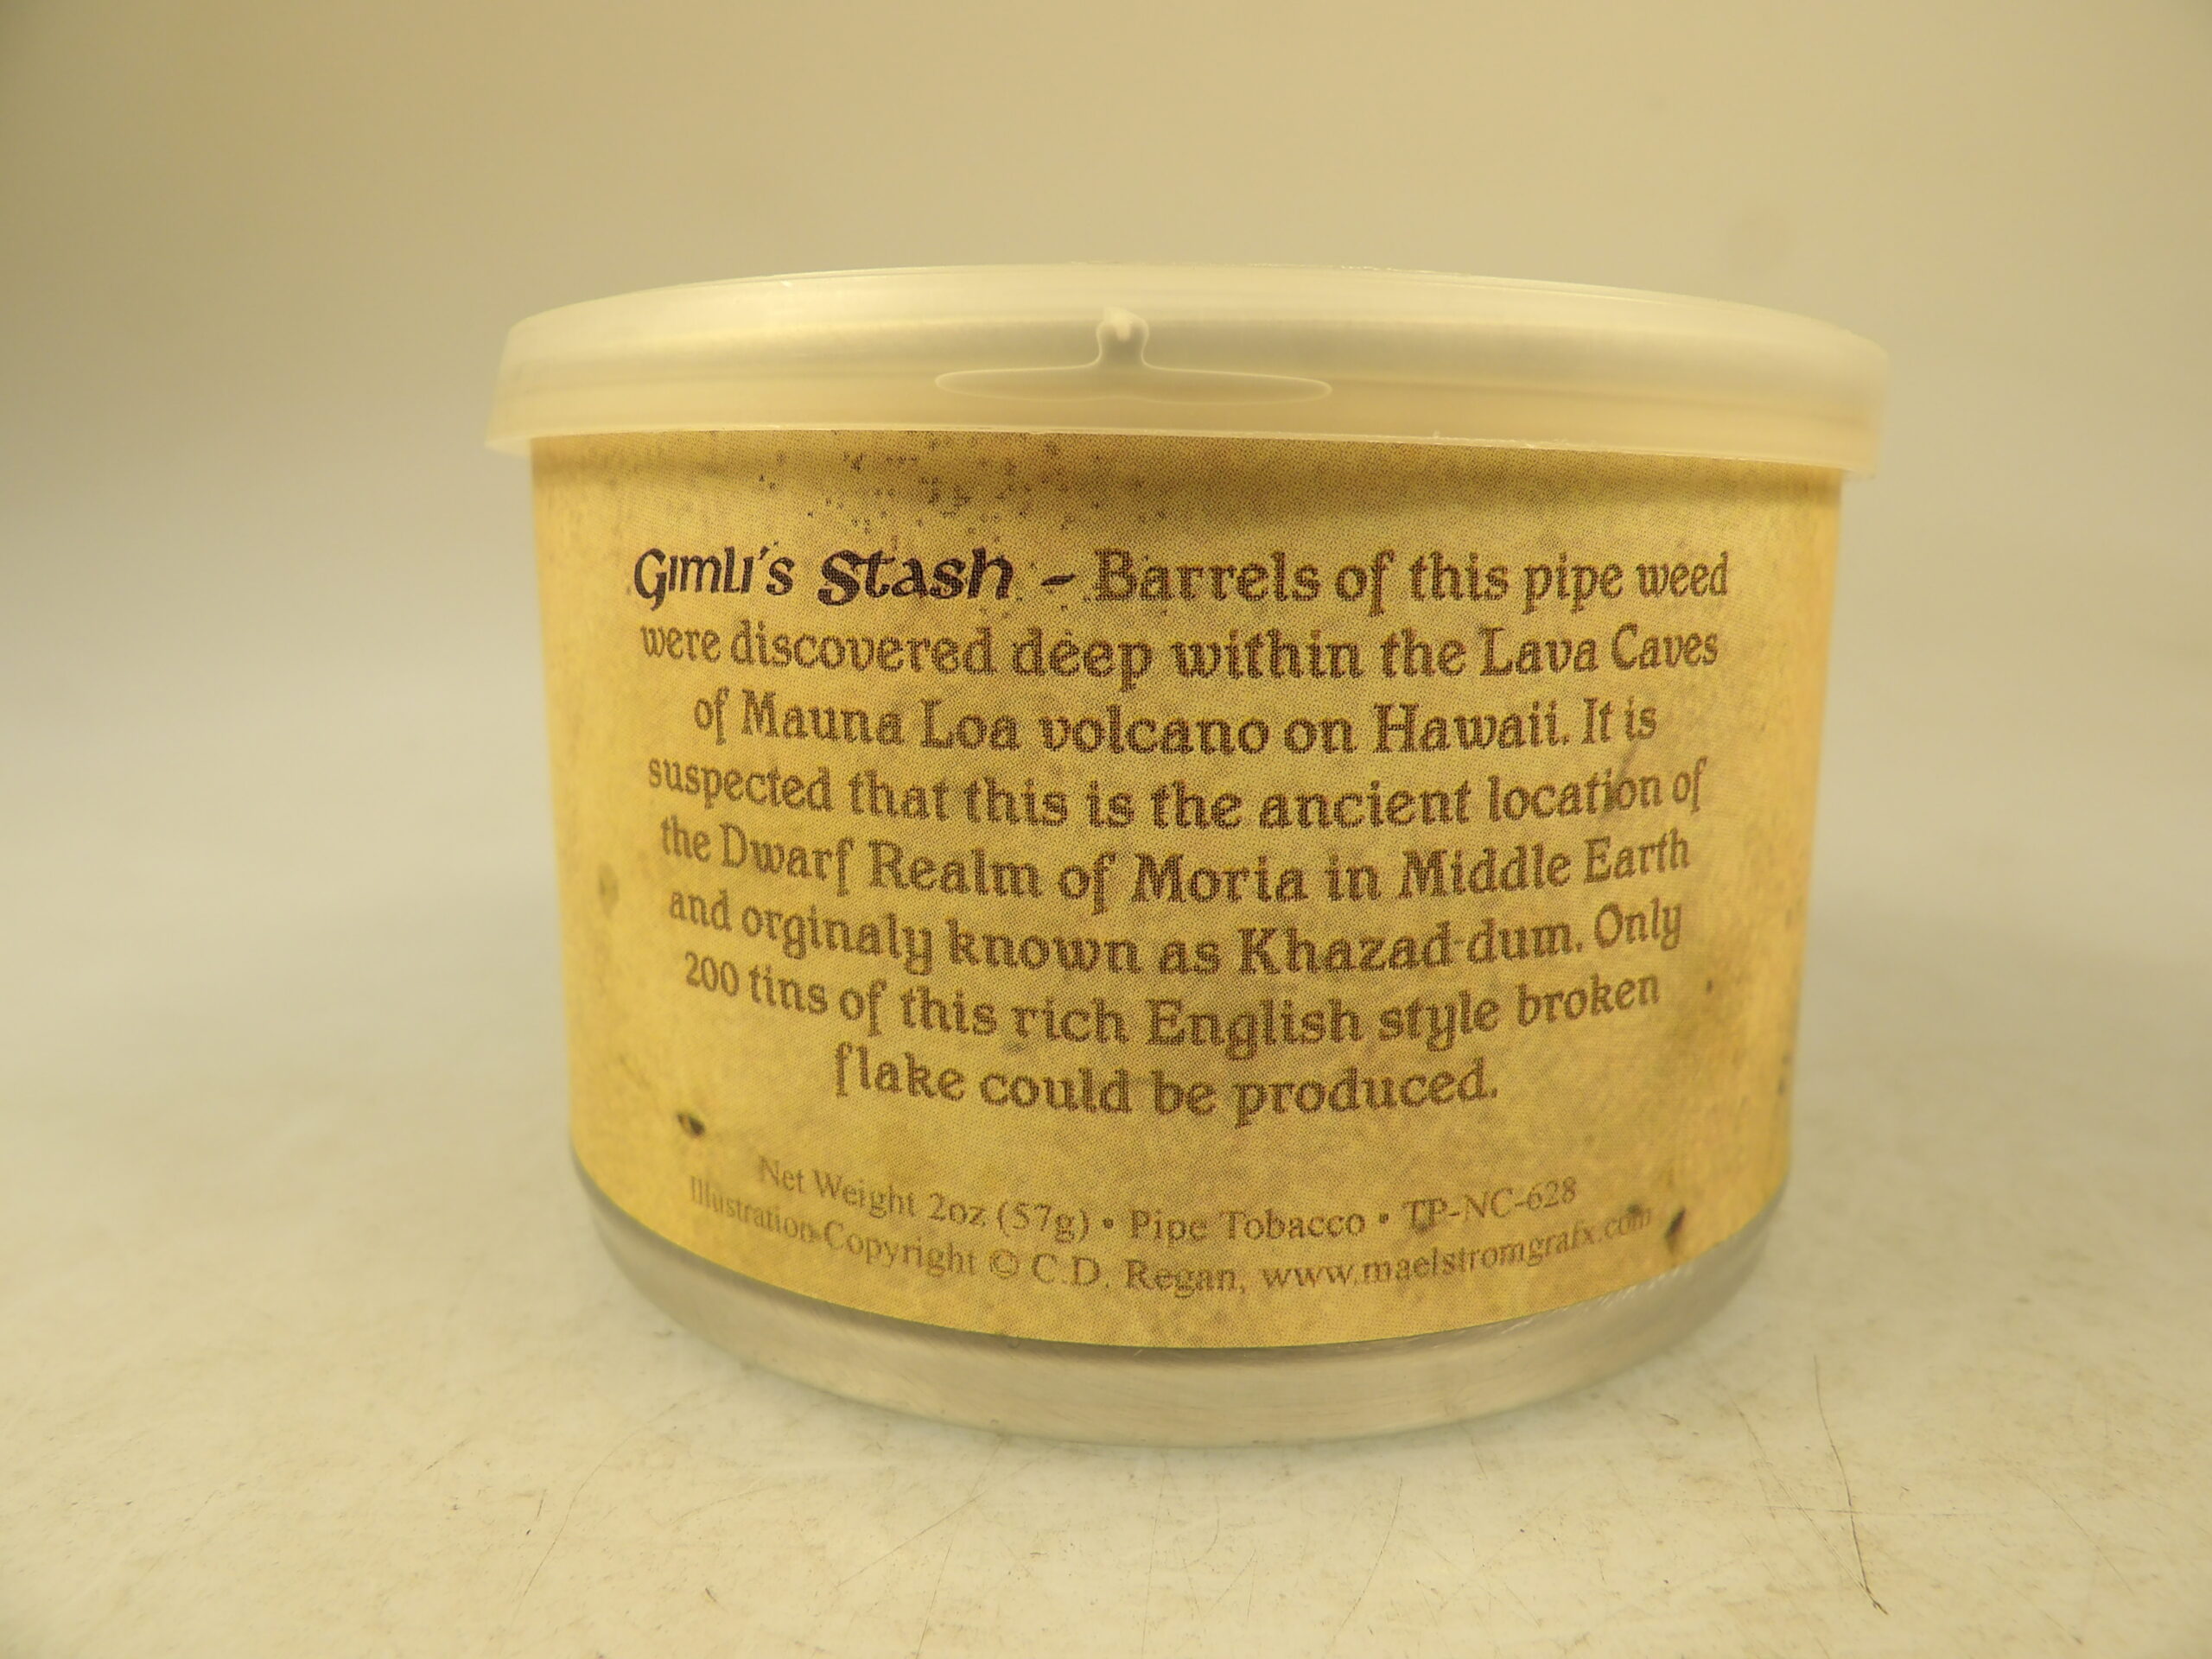 Gimli's Stash - Barrels of this pipe weed
were discovered deep within the Lava Caves
of Mauna Loa volcano on Hawaii. It is
suspected that this is the ancient location of
the Dwarf Realm of Moria in Middle Earth
and orginaly known as Khazad-dum. Only
200 tins of this rich English style broken
flake could be produced.
Net Weight 2oz (57g) • Pipe Tobacco • TP-NC-628
Illustration Copyright © C.D. Regan, www.maelstromgrafx.com